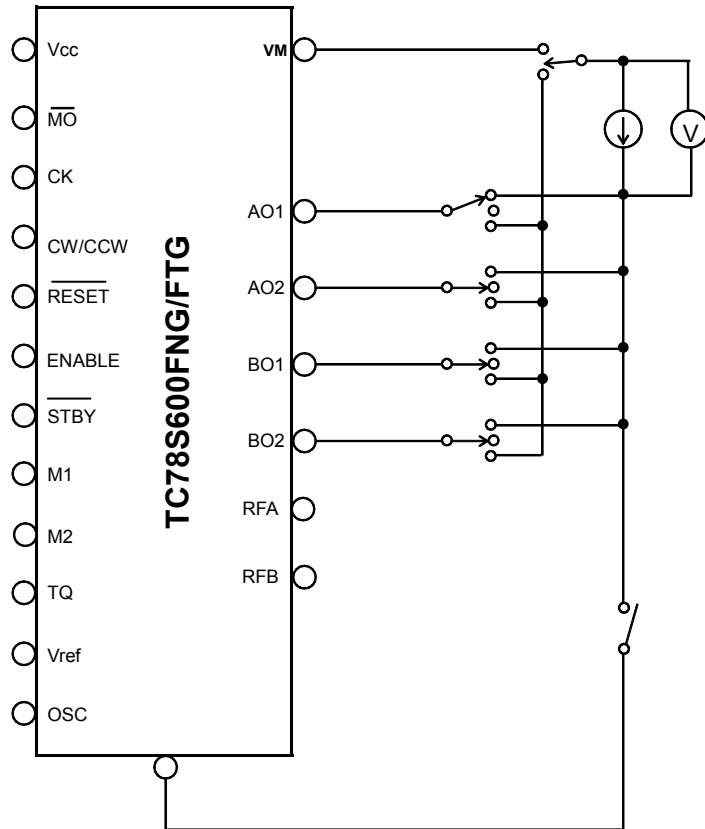 Vcc
MO
CK
CW/CCW
RESET
ENABLE
STBY
M1
M2
TQ
Vref
OSC
TC78S600FNG/FTG
VM
AO1
AO2
BO1
BO2
RFA
RFB
V